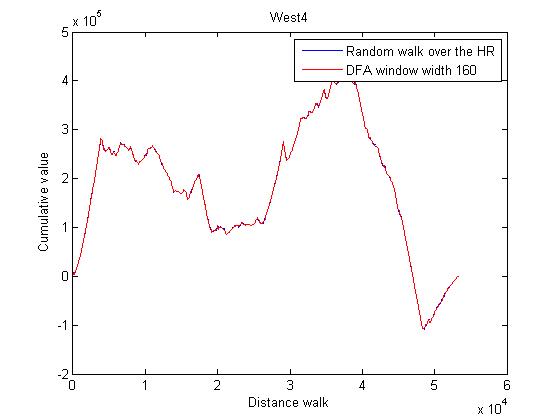 West4
x 10^5
5
4
3
2
1
0
-1
-2
Cumulative value
Random walk over the HR
DFA window width 160
0 1 2 3 4 5 6
Distance walk
x 10^4